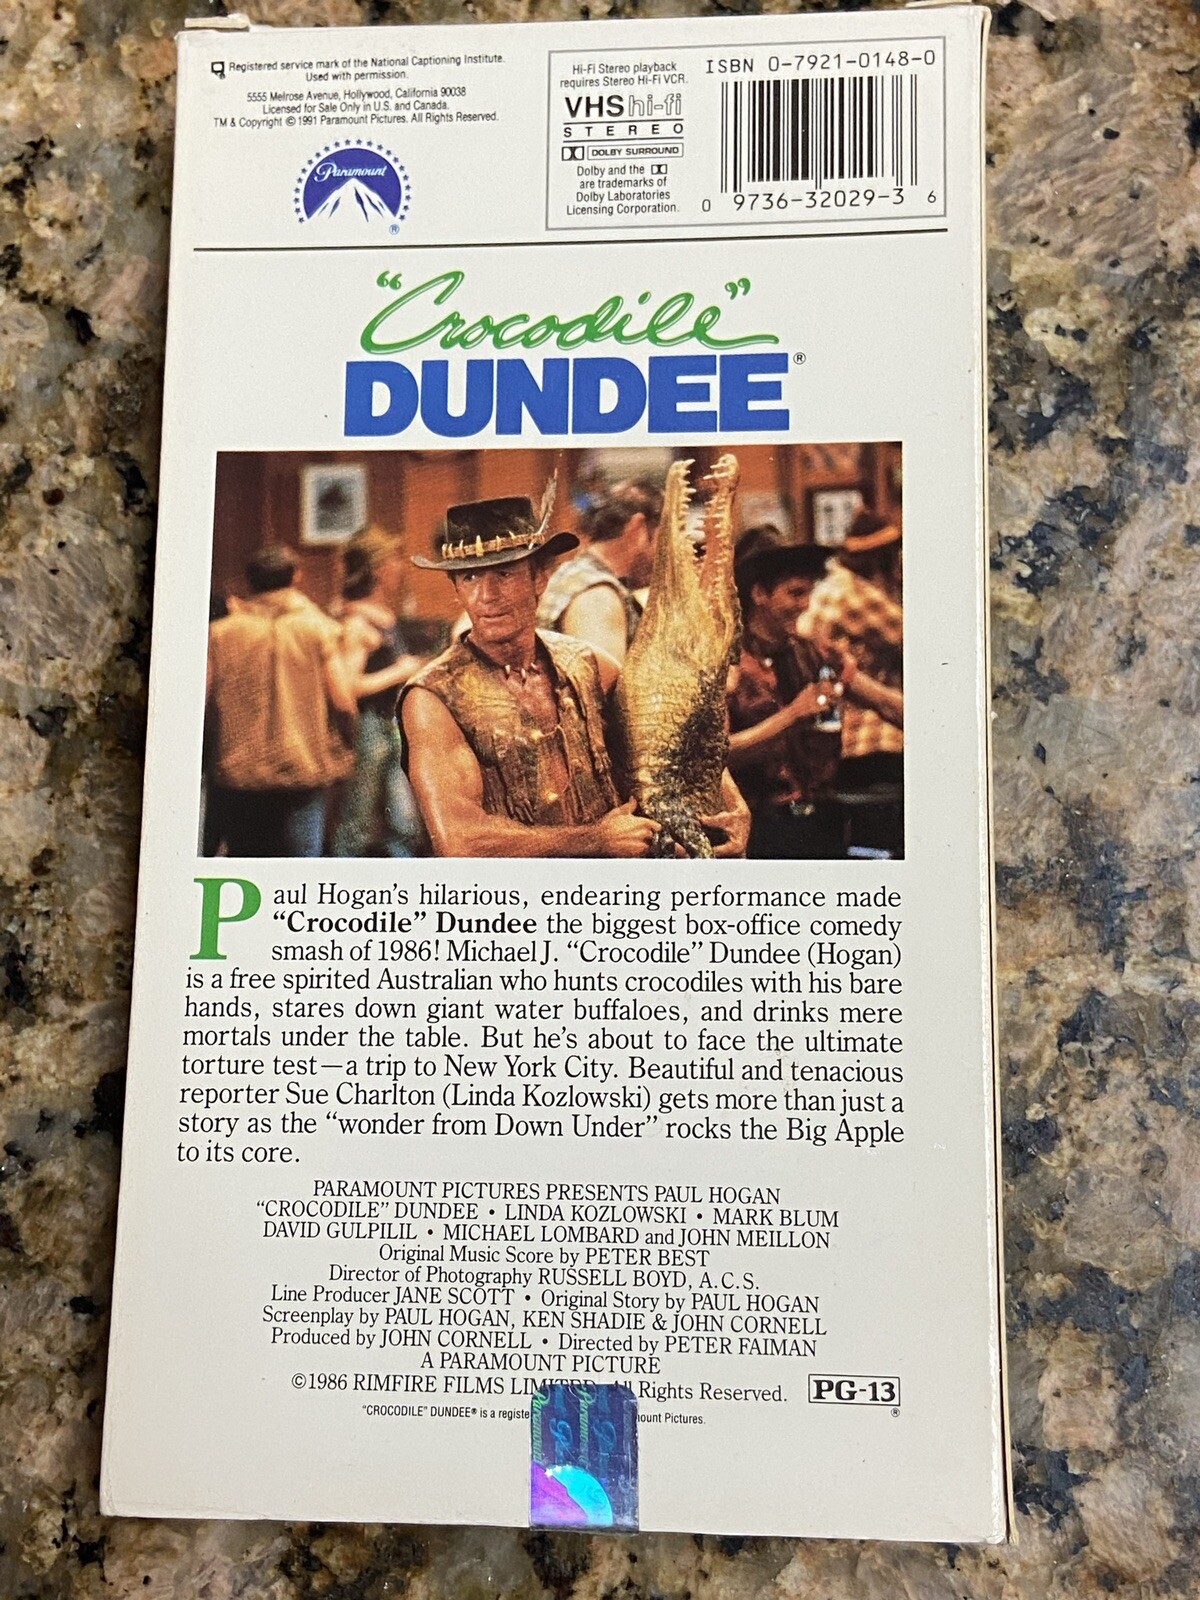 Registered service mark of the National Captioning Institute.
Used with permission.
5555 Melrose Avenue, Hollywood, California 90038
Licensed for Sale Only in U.S. and Canada.
TM & Copyright © 1991 Paramount Pictures. All Rights Reserved.
Paramount
®
Hi-Fi Stereo playback
requires Stereo Hi-Fi VCR.
VHS hi-fi
STEREO
DOLBY SURROUND
Dolby and the
are trademarks of
Dolby Laboratories
Licensing Corporation.
ISBN 0-7921-0148-0
0 9736-32029-3 6
"Crocodile"
DUNDEE®
Paul Hogan's hilarious, endearing performance made
"Crocodile" Dundee the biggest box-office comedy
smash of 1986! Michael J. "Crocodile" Dundee (Hogan)
is a free spirited Australian who hunts crocodiles with his bare
hands, stares down giant water buffaloes, and drinks mere
mortals under the table. But he's about to face the ultimate
torture test—a trip to New York City. Beautiful and tenacious
reporter Sue Charlton (Linda Kozlowski) gets more than just a
story as the "wonder from Down Under" rocks the Big Apple
to its core.
PARAMOUNT PICTURES PRESENTS PAUL HOGAN
"CROCODILE" DUNDEE • LINDA KOZLOWSKI • MARK BLUM
DAVID GULPILIL • MICHAEL LOMBARD and JOHN MEILLON
Original Music Score by PETER BEST
Director of Photography RUSSELL BOYD, A.C.S.
Line Producer JANE SCOTT • Original Story by PAUL HOGAN
Screenplay by PAUL HOGAN, KEN SHADIE & JOHN CORNELL
Produced by JOHN CORNELL • Directed by PETER FAIMAN
A PARAMOUNT PICTURE
©1986 RIMFIRE FILMS LIMITED All Rights Reserved. PG-13®
"CROCODILE" DUNDEE® is a Pictures.
Paramount